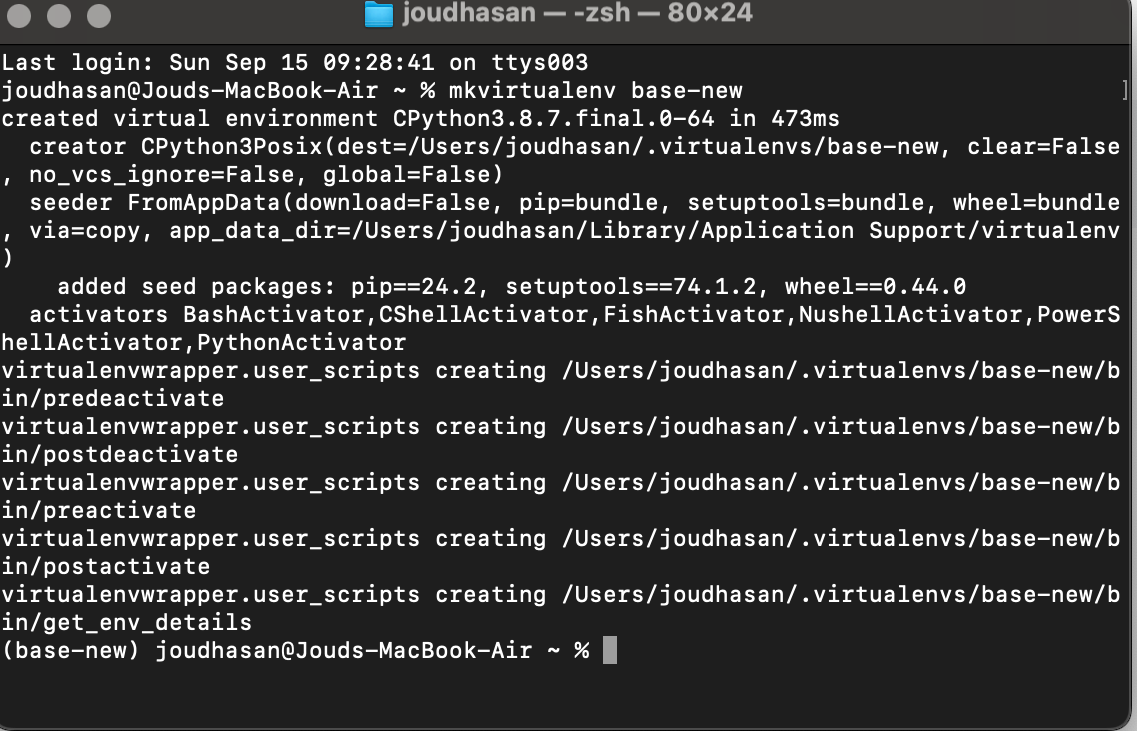 joudhasan — -zsh — 80×24
Last login: Sun Sep 15 09:28:41 on ttys003
joudhasan@Jouds-MacBook-Air ~ % mkvirtualenv base-new ]
created virtual environment CPython3.8.7.final.0-64 in 473ms
  creator CPython3Posix(dest=/Users/joudhasan/.virtualenvs/base-new, clear=False
, no_vcs_ignore=False, global=False)
  seeder FromAppData(download=False, pip=bundle, setuptools=bundle, wheel=bundle
, via=copy, app_data_dir=/Users/joudhasan/Library/Application Support/virtualenv
)
    added seed packages: pip==24.2, setuptools==74.1.2, wheel==0.44.0
  activators BashActivator,CShellActivator,FishActivator,NushellActivator,PowerS
hellActivator,PythonActivator
virtualenvwrapper.user_scripts creating /Users/joudhasan/.virtualenvs/base-new/b
in/predeactivate
virtualenvwrapper.user_scripts creating /Users/joudhasan/.virtualenvs/base-new/b
in/postdeactivate
virtualenvwrapper.user_scripts creating /Users/joudhasan/.virtualenvs/base-new/b
in/preactivate
virtualenvwrapper.user_scripts creating /Users/joudhasan/.virtualenvs/base-new/b
in/postactivate
virtualenvwrapper.user_scripts creating /Users/joudhasan/.virtualenvs/base-new/b
in/get_env_details
(base-new) joudhasan@Jouds-MacBook-Air ~ %